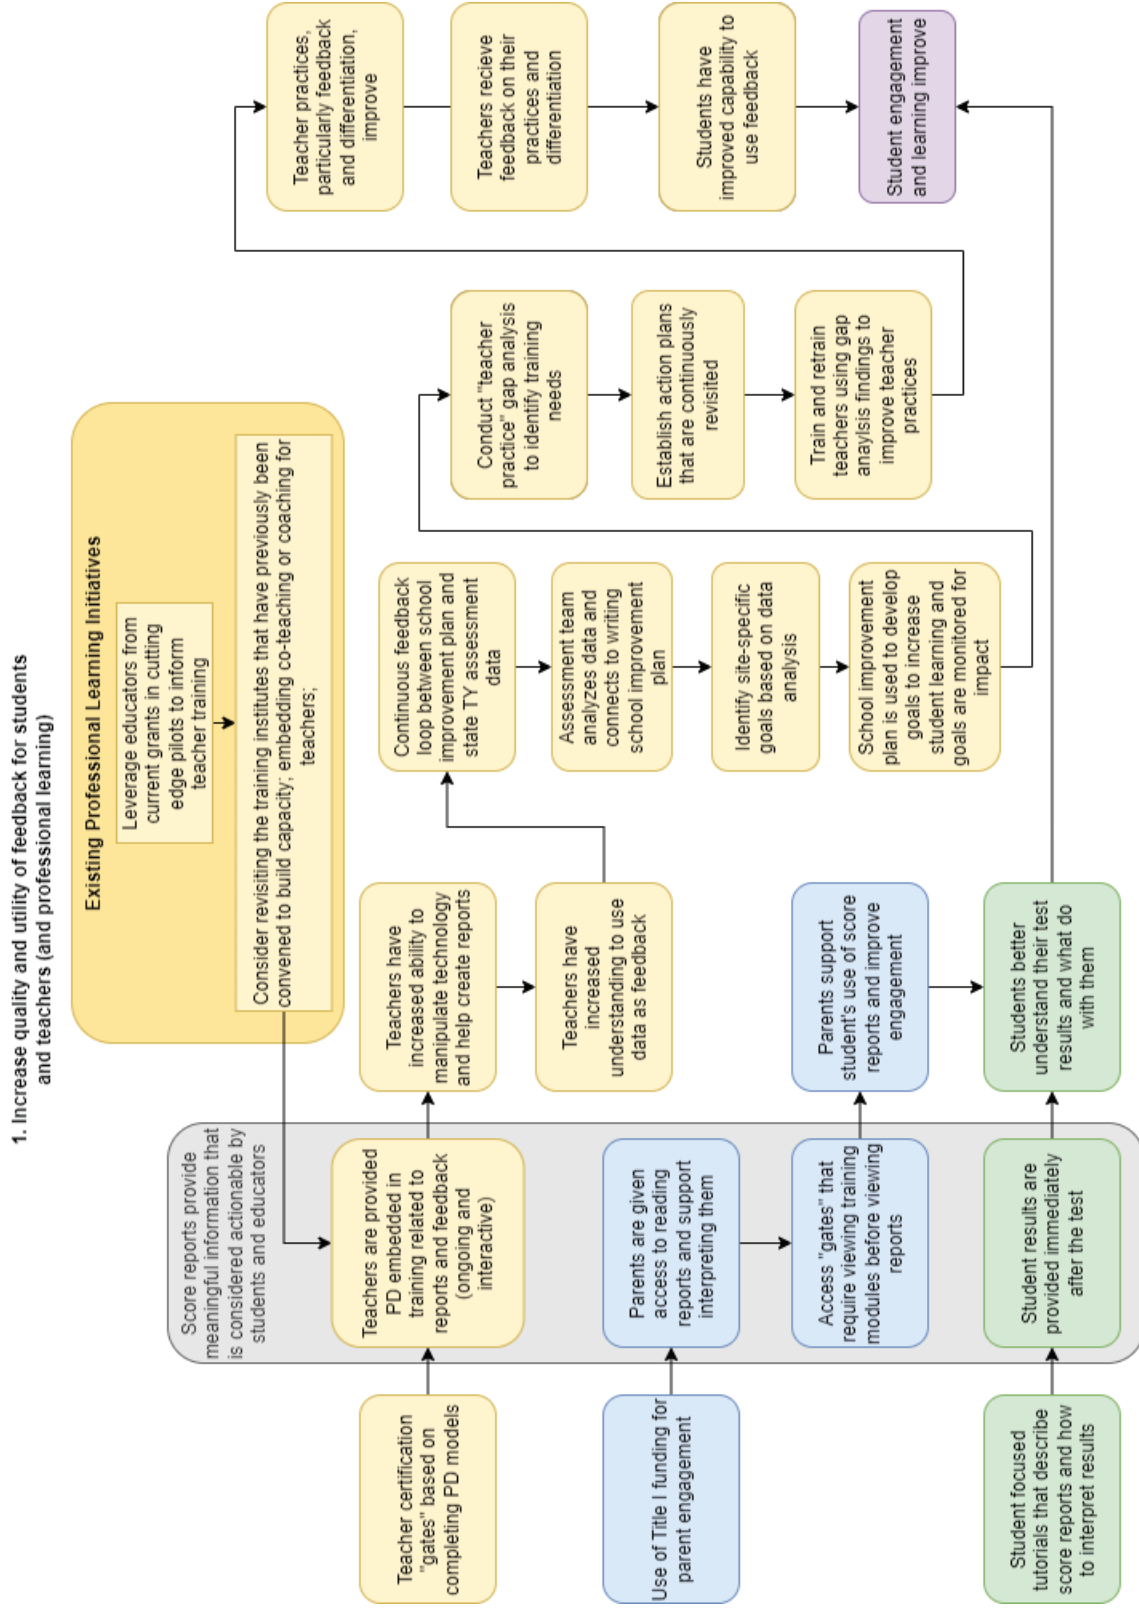 1. Increase quality and utility of feedback for students
and teachers (and professional learning)
Existing Professional Learning Initiatives
Leverage educators from
current grants in cutting
edge pilots to inform
teacher training
Consider revisiting the training institutes that have previously been
convened to build capacity; embedding co-teaching or coaching for
teachers;
Score reports provide
meaningful information that
is considered actionable by
students and educators
Teacher certification
"gates" based on
completing PD models
Teachers are provided
PD embedded in
training related to
reports and feedback
(ongoing and
interactive)
Teachers have
increased ability to
manipulate technology
and help create reports
Teachers have
increased
understanding to use
data as feedback
Continuous feedback
loop between school
improvement plan and
state TY assessment
data
Assessment team
analyzes data and
connects to writing
school improvement
plan
Identify site-specific
goals based on data
analysis
School improvement
plan is used to develop
goals to increase
student learning and
goals are monitored for
impact
Conduct "teacher
practice" gap analysis
to identify training
needs
Establish action plans
that are continuously
revisited
Train and retrain
teachers using gap
anaylsis findings to
improve teacher
practices
Teacher practices,
particularly feedback
and differentiation,
improve
Teachers recieve
feedback on their
practices and
differentiation
Students have
improved capability to
use feedback
Student engagement
and learning improve
Use of Title I funding for
parent engagement
Parents are given
access to reading
reports and support
interpreting them
Access "gates" that
require viewing training
modules before viewing
reports
Parents support
student's use of score
reports and improve
engagement
Student focused
tutorials that describe
score reports and how
to interpret results
Student results are
provided immediately
after the test
Students better
understand their test
results and what do
with them